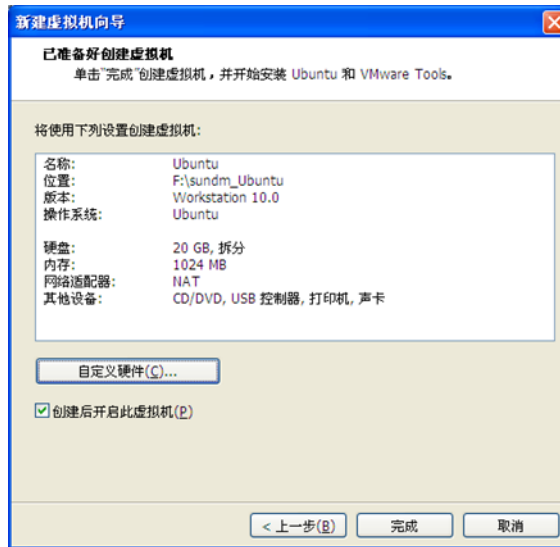 新建虚拟机向导
已准备好创建虚拟机
单击"完成"创建虚拟机，并开始安装 Ubuntu 和 VMware Tools。
将使用下列设置创建虚拟机:
名称: Ubuntu
位置: F:\sundm_Ubuntu
版本: Workstation 10.0
操作系统: Ubuntu
硬盘: 20 GB, 拆分
内存: 1024 MB
网络适配器: NAT
其他设备: CD/DVD, USB 控制器, 打印机, 声卡
自定义硬件(C)...
创建后开启此虚拟机(P)
< 上一步(B) 完成 取消